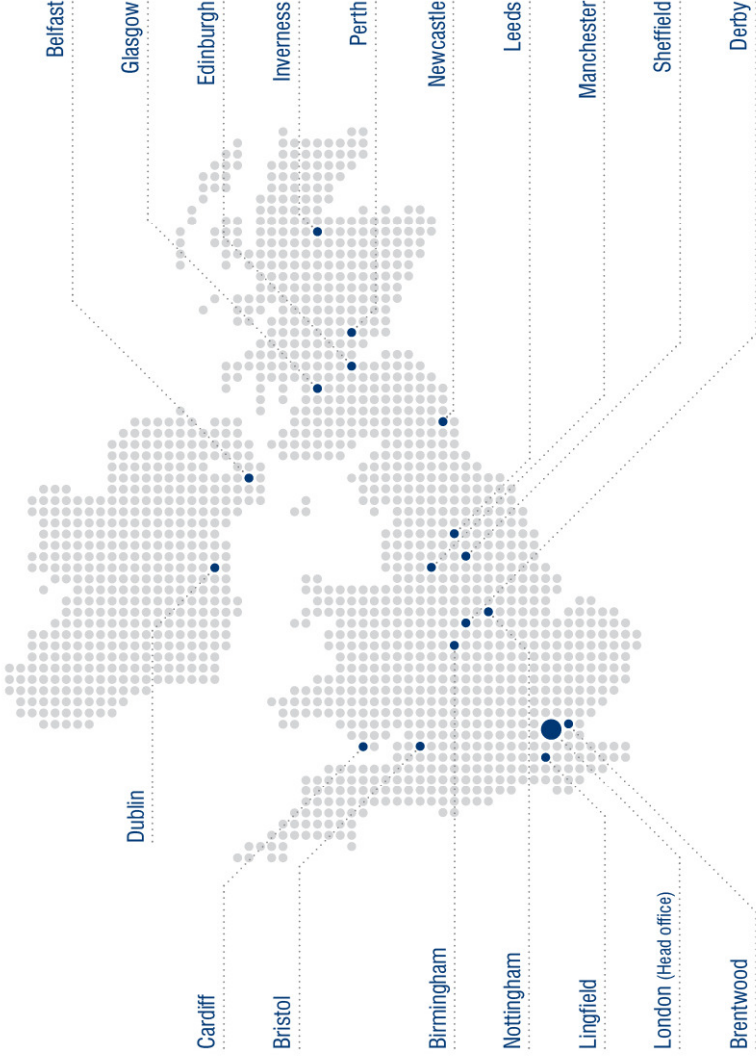 Belfast
Glasgow
Edinburgh
Inverness
Perth
Newcastle
Leeds
Manchester
Sheffield
Derby
Dublin
Cardiff
Bristol
Birmingham
Nottingham
Lingfield
London (Head office)
Brentwood